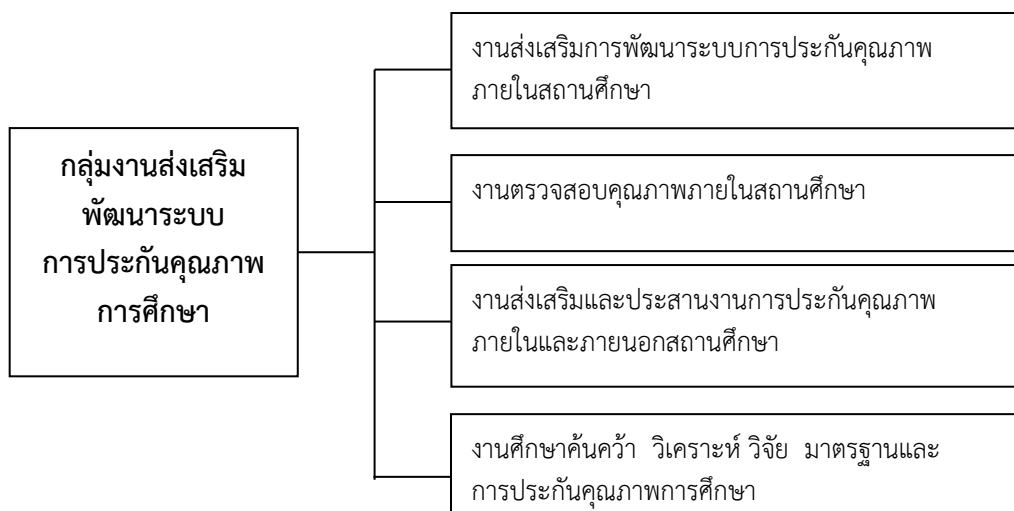 กลุ่มงานส่งเสริม
พัฒนาระบบ
การประกันคุณภาพ
การศึกษา
งานส่งเสริมการพัฒนาระบบการประกันคุณภาพ
ภายในสถานศึกษา
งานตรวจสอบคุณภาพภายในสถานศึกษา
งานส่งเสริมและประสานงานการประกันคุณภาพ
ภายในและภายนอกสถานศึกษา
งานศึกษาค้นคว้า วิเคราะห์ วิจัย มาตรฐานและ
การประกันคุณภาพการศึกษา